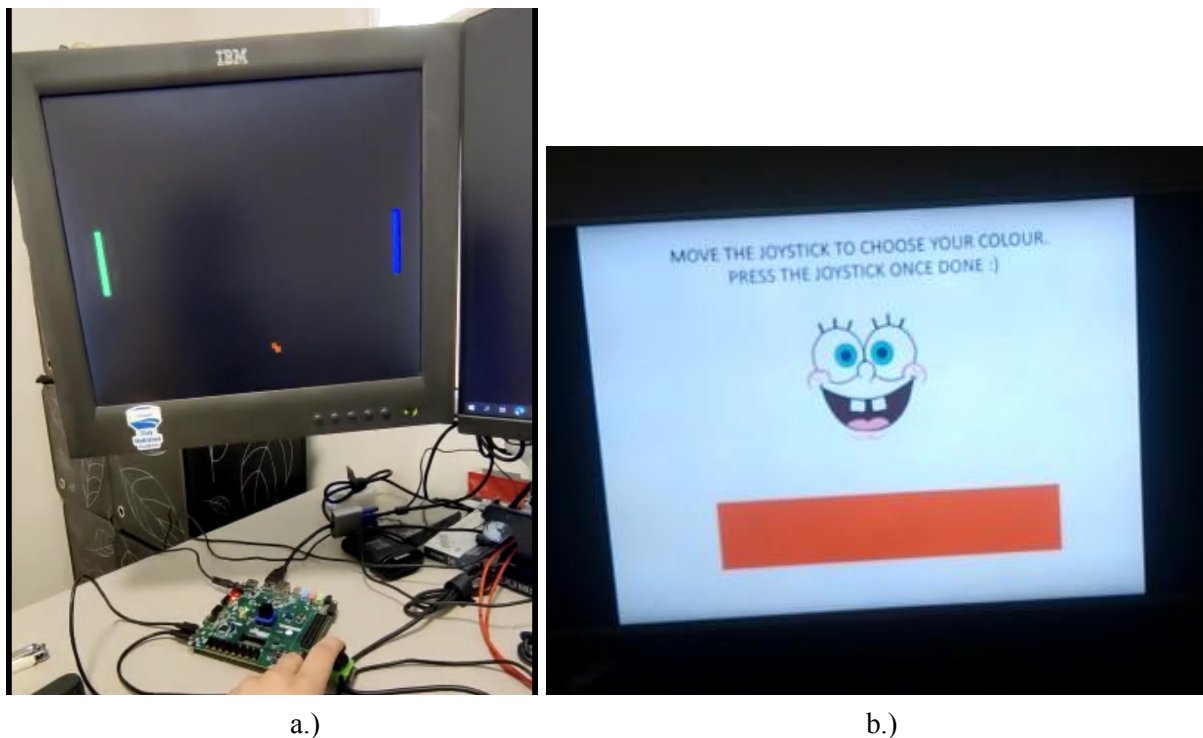 IBM
MOVE THE JOYSTICK TO CHOOSE YOUR COLOUR.
PRESS THE JOYSTICK ONCE DONE :)
a.)
b.)